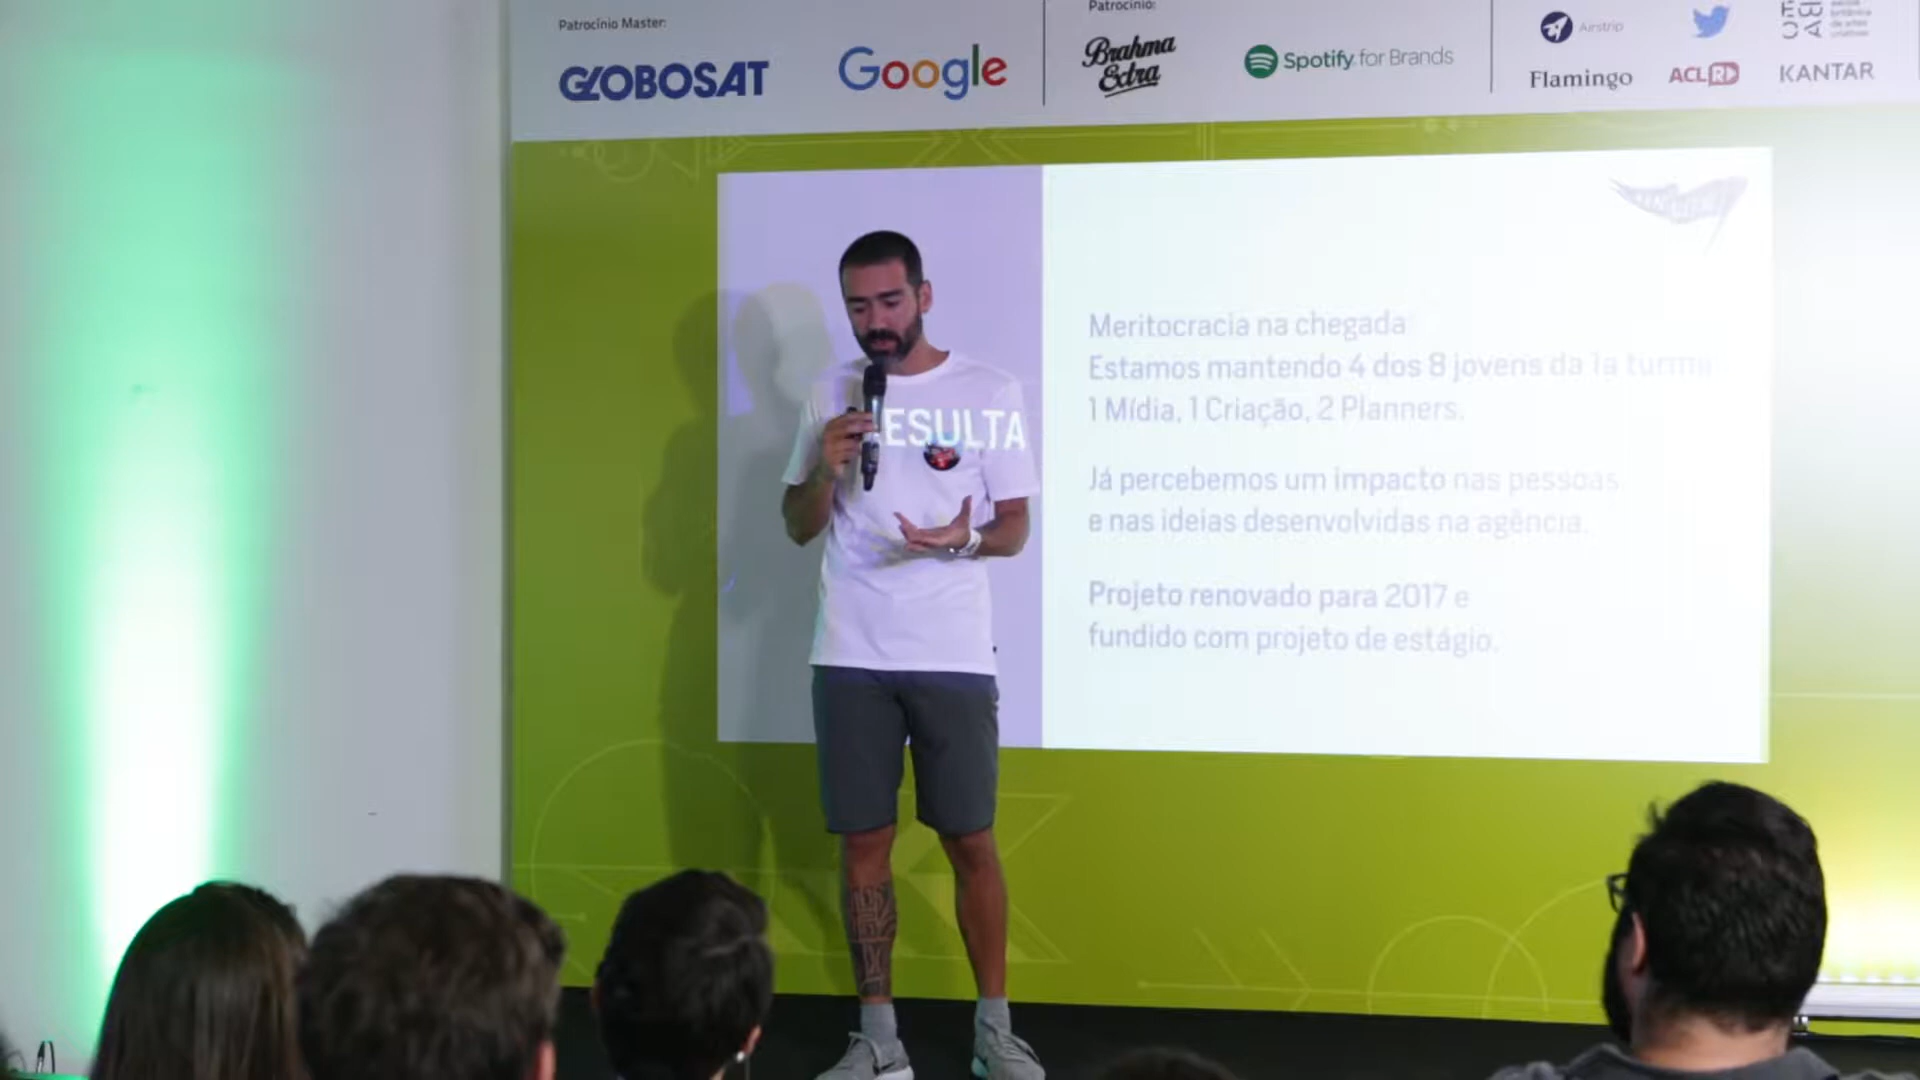 Patrocínio Master:
GLOBOSAT
Google
Patrocínio:
Brahma
Extra
Spotify for Brands
Airstrip
Flamingo
ACLRD
KANTAR
ESULTA
Meritocracia na chegada
Estamos mantendo 4 dos 8 jovens da 1a turma
1 Mídia, 1 Criação, 2 Planners.
Já percebemos um impacto nas pessoas
e nas ideias desenvolvidas na agência.
Projeto renovado para 2017 e
fundido com projeto de estágio.